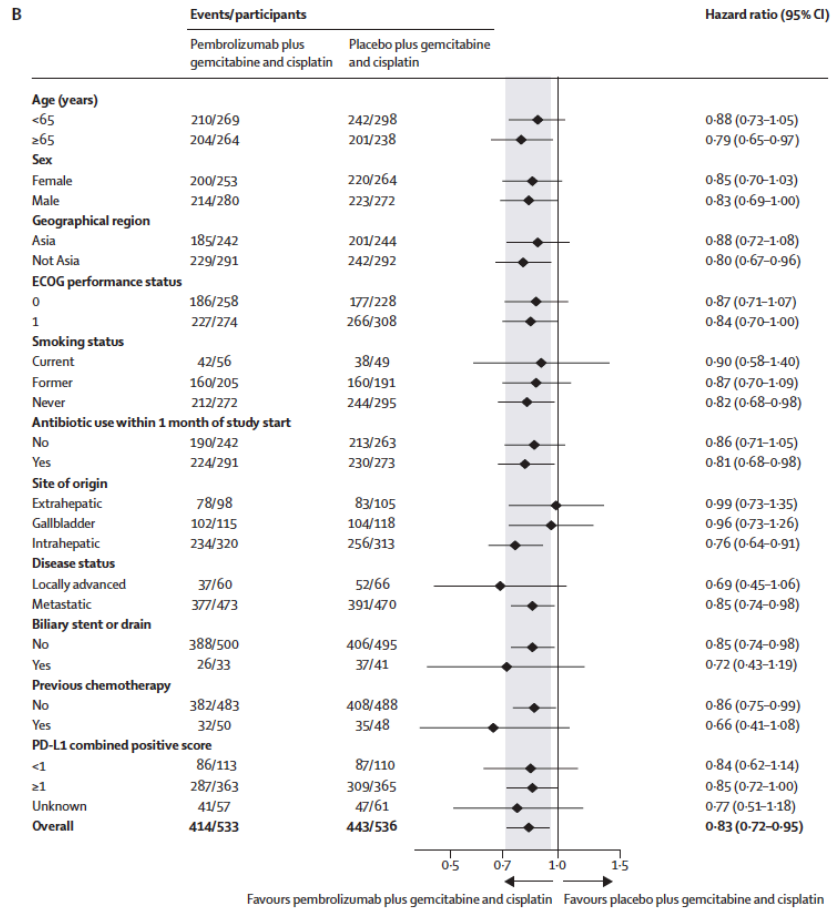 B Events/participants Hazard ratio (95% CI)
Pembrolizumab plus Placebo plus gemcitabine
gemcitabine and cisplatin and cisplatin
Age (years)
<65 210/269 242/298 0·88 (0·73–1·05)
≥65 204/264 201/238 0·79 (0·65–0·97)
Sex
Female 200/253 220/264 0·85 (0·70–1·03)
Male 214/280 223/272 0·83 (0·69–1·00)
Geographical region
Asia 185/242 201/244 0·88 (0·72–1·08)
Not Asia 229/291 242/292 0·80 (0·67–0·96)
ECOG performance status
0 186/258 177/228 0·87 (0·71–1·07)
1 227/274 266/308 0·84 (0·70–1·00)
Smoking status
Current 42/56 38/49 0·90 (0·58–1·40)
Former 160/205 160/191 0·87 (0·70–1·09)
Never 212/272 244/295 0·82 (0·68–0·98)
Antibiotic use within 1 month of study start
No 190/242 213/263 0·86 (0·71–1·05)
Yes 224/291 230/273 0·81 (0·68–0·98)
Site of origin
Extrahepatic 78/98 83/105 0·99 (0·73–1·35)
Gallbladder 102/115 104/118 0·96 (0·73–1·26)
Intrahepatic 234/320 256/313 0·76 (0·64–0·91)
Disease status
Locally advanced 37/60 52/66 0·69 (0·45–1·06)
Metastatic 377/473 391/470 0·85 (0·74–0·98)
Biliary stent or drain
No 388/500 406/495 0·85 (0·74–0·98)
Yes 26/33 37/41 0·72 (0·43–1·19)
Previous chemotherapy
No 382/483 408/488 0·86 (0·75–0·99)
Yes 32/50 35/48 0·66 (0·41–1·08)
PD-L1 combined positive score
<1 86/113 87/110 0·84 (0·62–1·14)
≥1 287/363 309/365 0·85 (0·72–1·00)
Unknown 41/57 47/61 0·77 (0·51–1·18)
Overall 414/533 443/536 0·83 (0·72–0·95)
0·5 0·7 1·0 1·5
Favours pembrolizumab plus gemcitabine and cisplatin Favours placebo plus gemcitabine and cisplatin